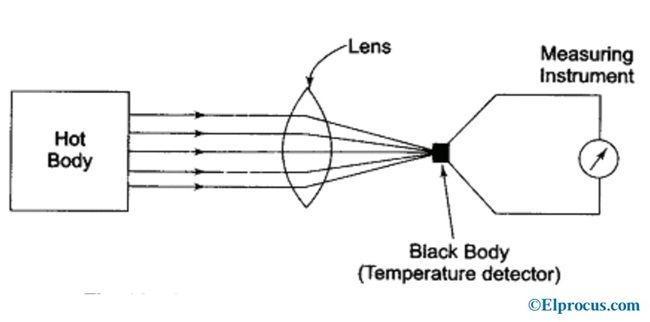 Lens
Measuring
Instrument
Hot
Body
Black Body
(Temperature detector)
©Elprocus.com